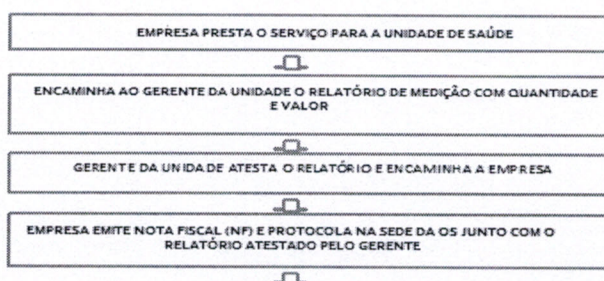 EMPRESA PRESTA O SERVIÇO PARA A UNIDADE DE SAÚDE
ENCAMINHA AO GERENTE DA UNIDADE O RELATÓRIO DE MEDIÇÃO COM QUANTIDADE
E VALOR
GERENTE DA UNIDADE ATESTA O RELATÓRIO E ENCAMINHA A EMPRESA
EMPRESA EMITE NOTA FISCAL (NF) E PROTOCOLA NA SEDE DA OS JUNTO COM O
RELATÓRIO ATESTADO PELO GERENTE